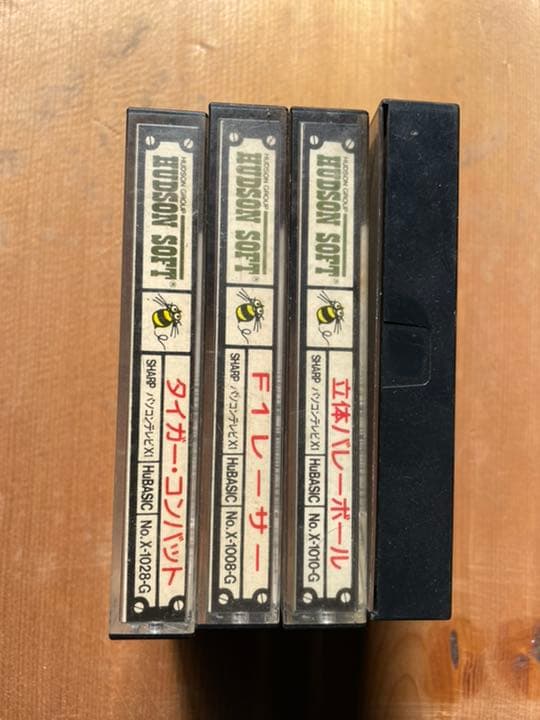 HUDSON GROUP
HUDSON SOFT®
タイガー・コンバット
SHARP パソコンテレビX1 HuBASIC No.X-1028-G
HUDSON GROUP
HUDSON SOFT®
F1レーサー
SHARP パソコンテレビX1 HuBASIC No.X-1008-G
HUDSON GROUP
HUDSON SOFT®
立体バレーボール
SHARP パソコンテレビX1 HuBASIC No.X-1010-G